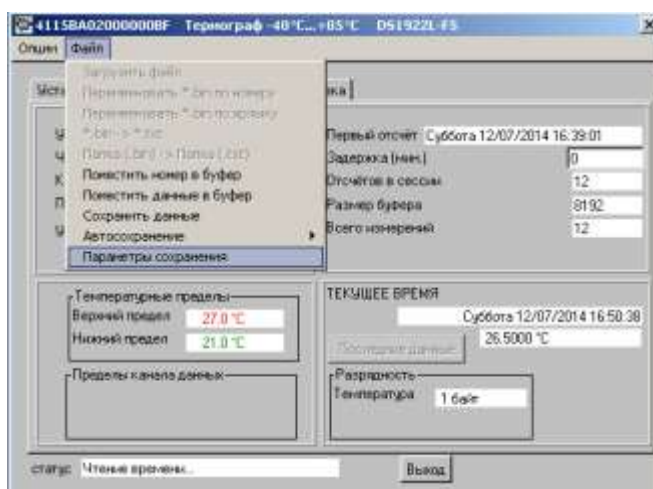 4115BA02000000BF Термограф -40°C...+85°C DS1922L-F5
Опции Файл
Загрузить файл
Переименовать *.bin по номеру
Переименовать *.bin по ярлыку
*.bin -> *.txt
Папка (.bin) -> Папка (.txt)
Поместить номер в буфер
Поместить данные в буфер
Сохранить данные
Автосохранение
Параметры сохранения
Первый отсчёт Суббота 12/07/2014 16:39:01
Задержка (мин.) 0
Отсчётов в сессии 12
Размер буфера 8192
Всего измерений 12
Температурные пределы
Верхний предел 27.0 °C
Нижний предел 21.0 °C
Пределы канала данных
ТЕКУЩЕЕ ВРЕМЯ
Суббота 12/07/2014 16:50:38
Последние данные 26.5000 °C
Разрядность
Температура 1 байт
статус Чтение времени...
Выход